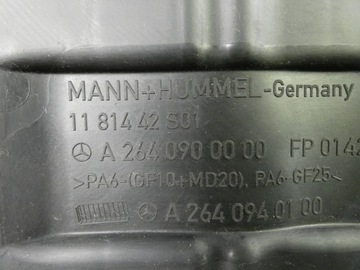 MANN+HUMMEL-Germany
11 814 42 S01
A 264 090 00 00 FP 0142
>PA6-(GF10+MD20), PA6-GF25<
A 264 094 01 00